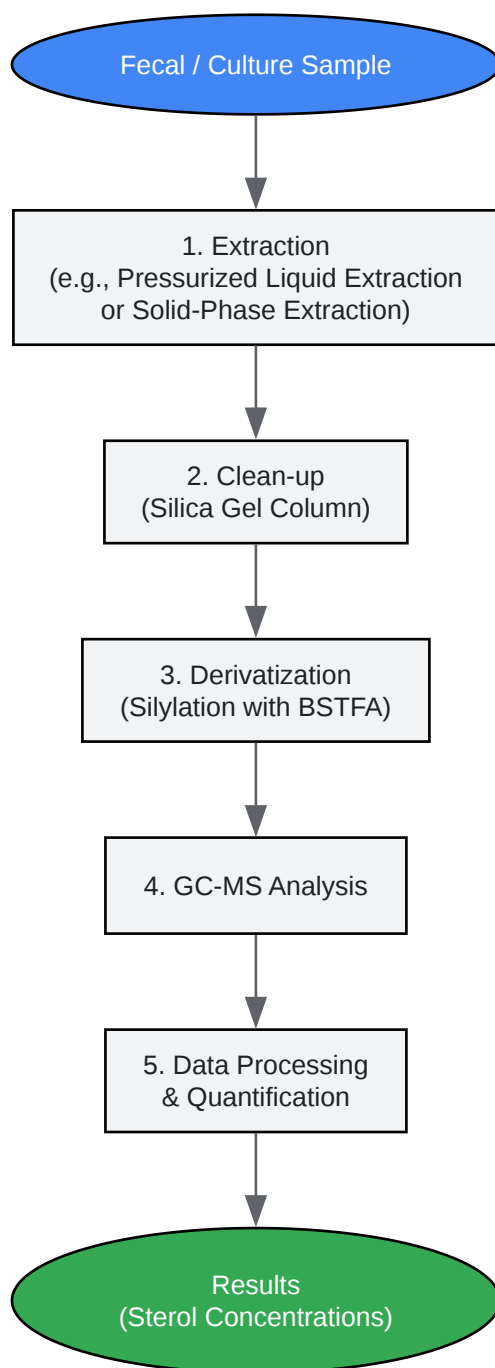 Fecal / Culture Sample
1. Extraction
(e.g., Pressurized Liquid Extraction
or Solid-Phase Extraction)
2. Clean-up
(Silica Gel Column)
3. Derivatization
(Silylation with BSTFA)
4. GC-MS Analysis
5. Data Processing
& Quantification
Results
(Sterol Concentrations)